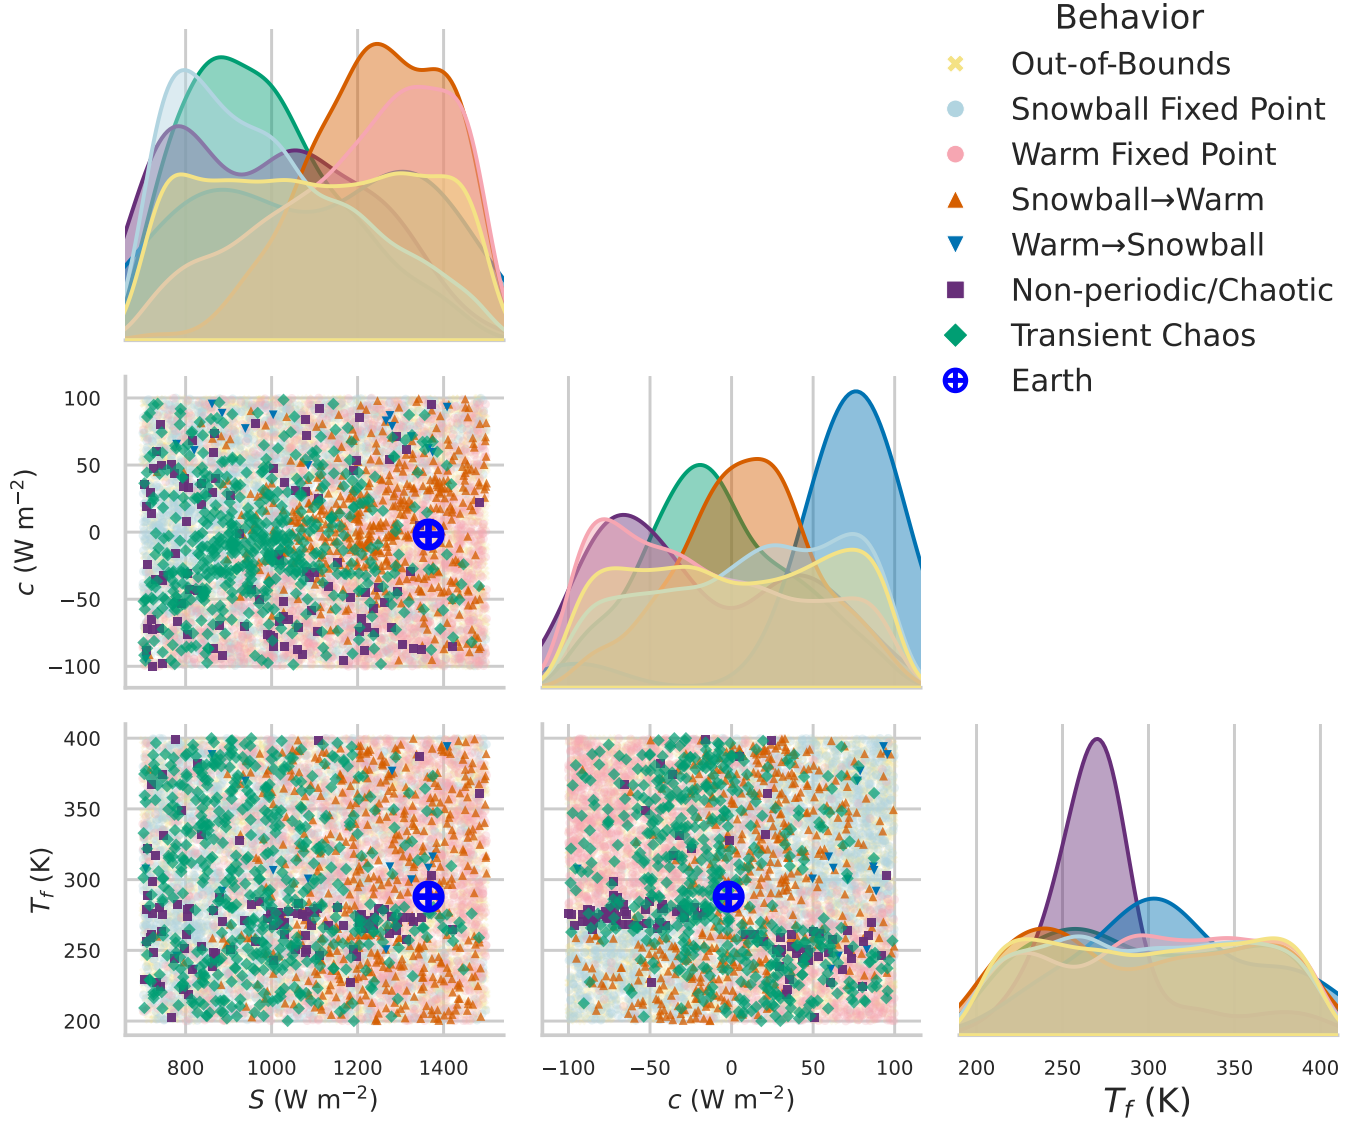 Behavior
Out-of-Bounds
Snowball Fixed Point
Warm Fixed Point
Snowball→Warm
Warm→Snowball
Non-periodic/Chaotic
Transient Chaos
Earth
100
50
0
−50
−100
c (W m⁻²)
400
350
300
250
200
T_f (K)
800 1000 1200 1400
S (W m⁻²)
−100 −50 0 50 100
c (W m⁻²)
200 250 300 350 400
T_f (K)